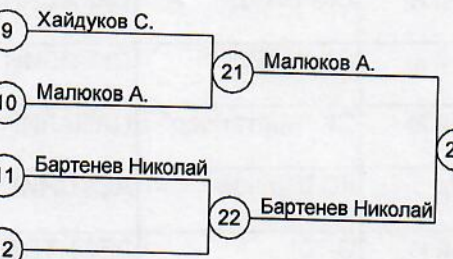 9 Хайдуков С.
21 Малюков А.
10 Малюков А.
11 Бартенев Николай
22 Бартенев Николай
2
2